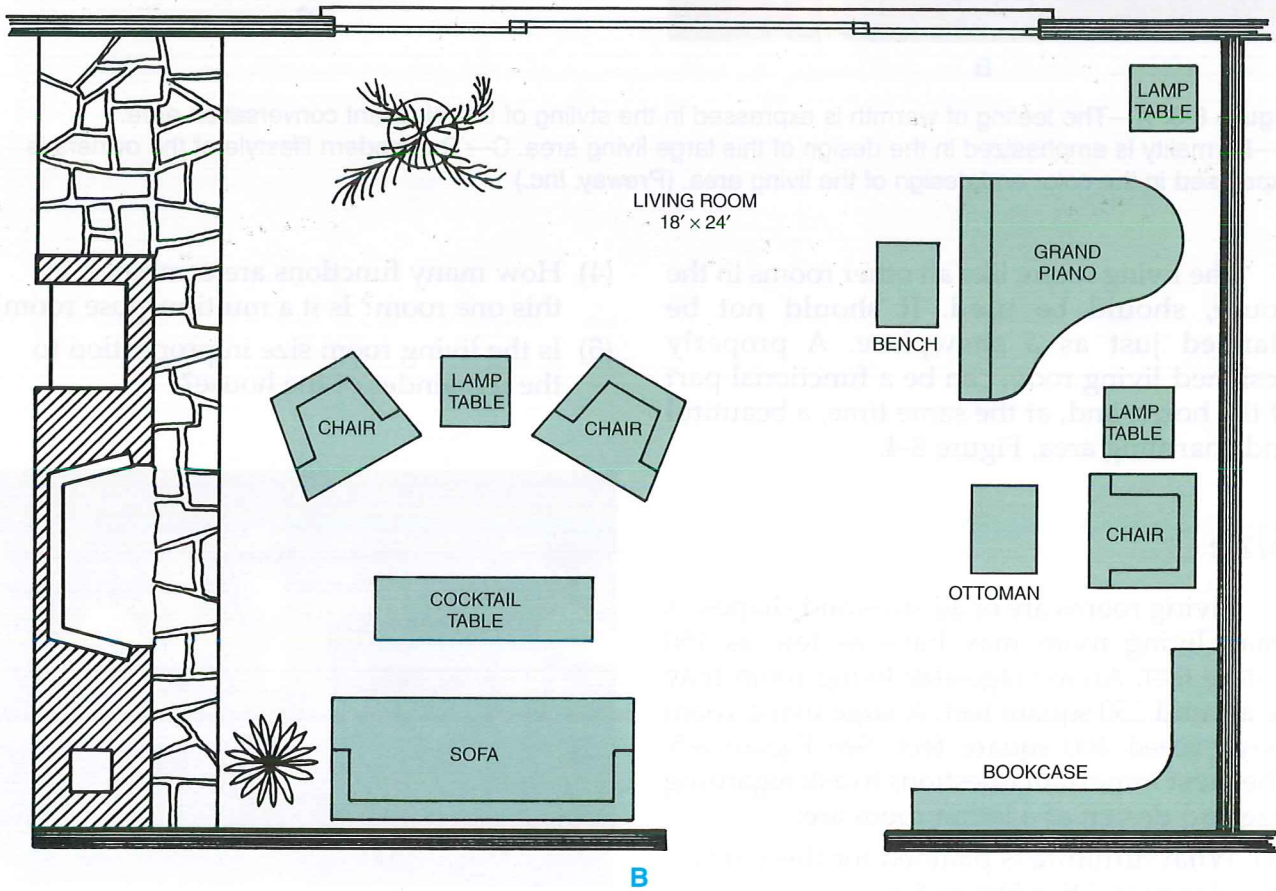 LAMP
TABLE
LIVING ROOM
18' × 24'
GRAND
PIANO
BENCH
LAMP
TABLE
CHAIR
CHAIR
LAMP
TABLE
CHAIR
OTTOMAN
COCKTAIL
TABLE
SOFA
BOOKCASE
B